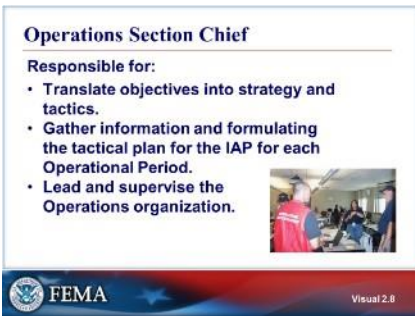 Operations Section Chief
Responsible for:
• Translate objectives into strategy and
tactics.
• Gather information and formulating
the tactical plan for the IAP for each
Operational Period.
• Lead and supervise the
Operations organization.
FEMA
Visual 2.8